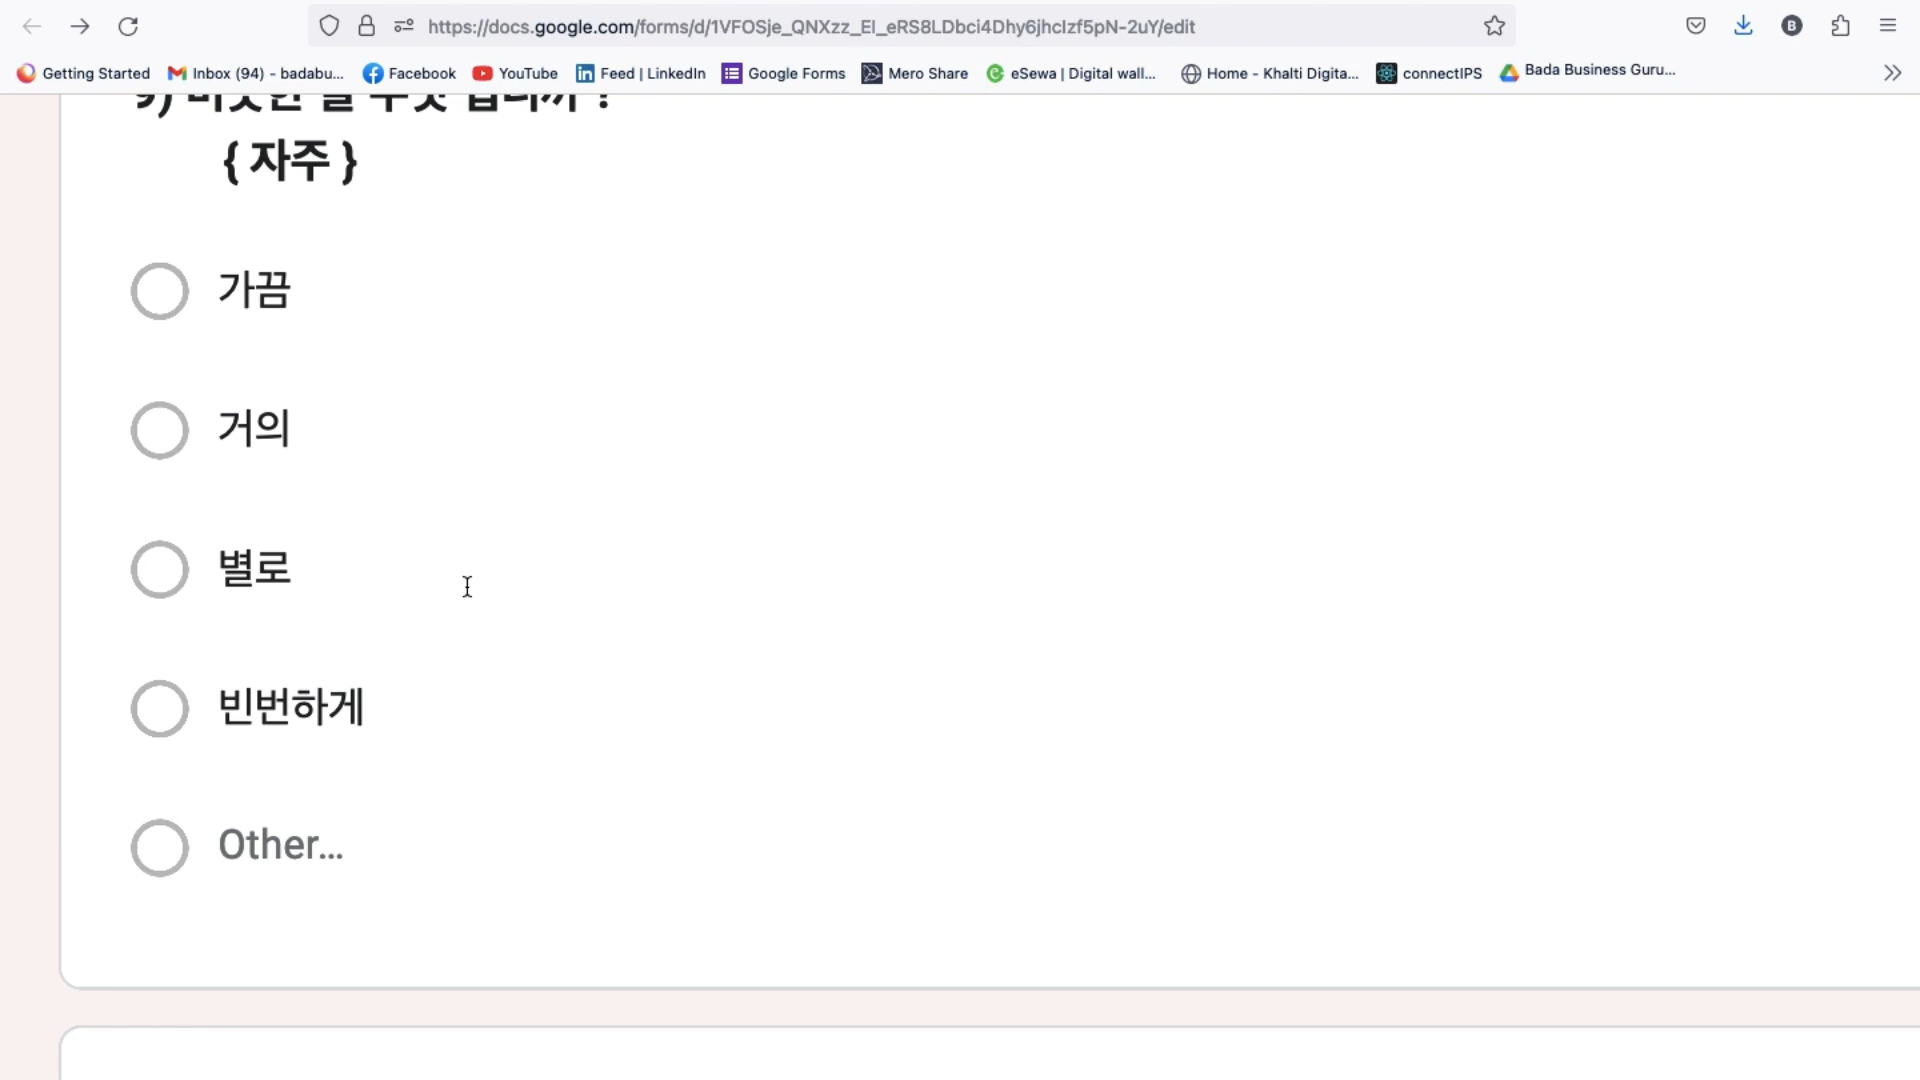 https://docs.google.com/forms/d/1VFOSje_QNXzz_El_eRS8LDbci4Dhy6jhcIzf5pN-2uY/edit
B
Getting Started
Inbox (94) - badabu...
Facebook
YouTube
Feed | LinkedIn
Google Forms
Mero Share
eSewa | Digital wall...
Home - Khalti Digita...
connectIPS
Bada Business Guru...
{ 자주 }
가끔
거의
별로
빈번하게
Other...